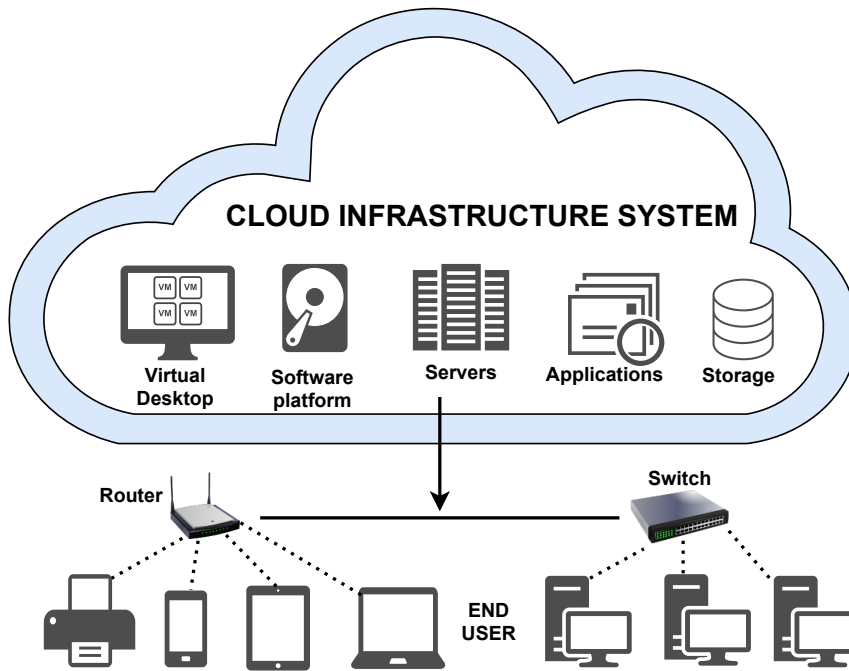 CLOUD INFRASTRUCTURE SYSTEM
VM VM
VM VM
Virtual
Desktop
Software
platform
Servers
Applications
Storage
Router
Switch
END
USER